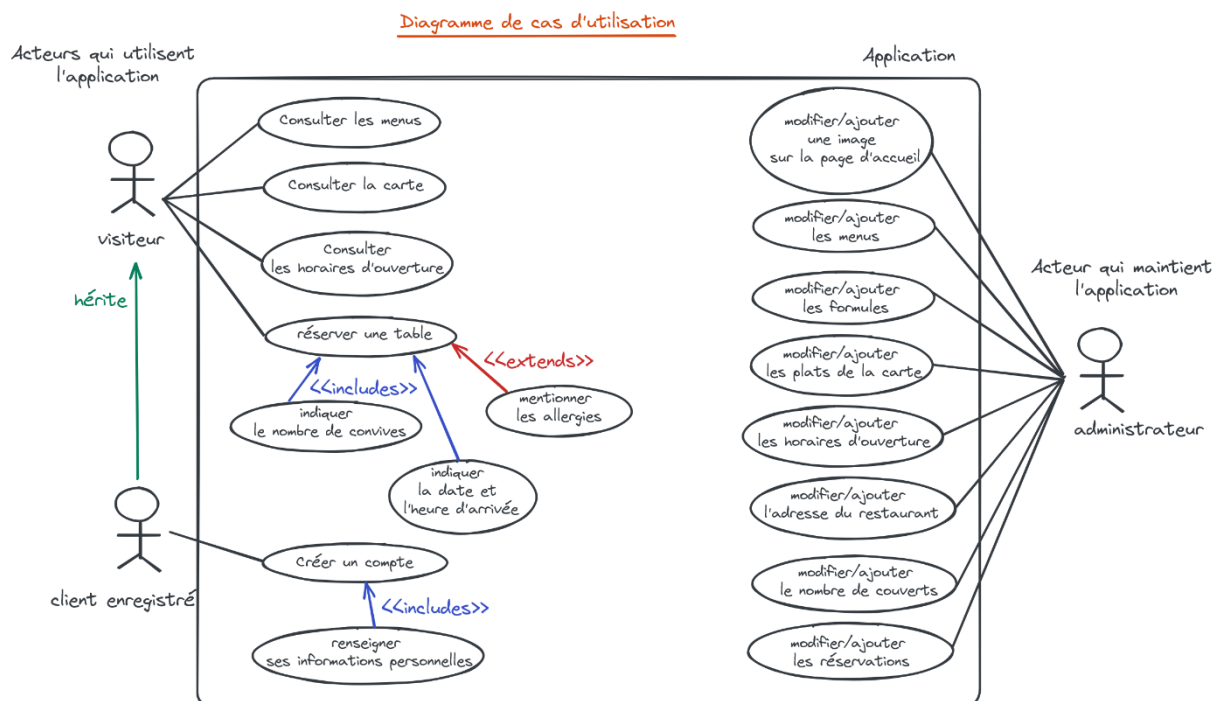 Diagramme de cas d'utilisation
Acteurs qui utilisent
l'application
Application
Consulter les menus
Consulter la carte
visiteur
Consulter
les horaires d'ouverture
hérite
réserver une table
<<includes>>
<<extends>>
indiquer
le nombre de convives
mentionner
les allergies
indiquer
la date et
l'heure d'arrivée
client enregistré
Créer un compte
<<includes>>
renseigner
ses informations personnelles
modifier/ajouter
une image
sur la page d'accueil
modifier/ajouter
les menus
modifier/ajouter
les formules
modifier/ajouter
les plats de la carte
modifier/ajouter
les horaires d'ouverture
modifier/ajouter
l'adresse du restaurant
modifier/ajouter
le nombre de couverts
modifier/ajouter
les réservations
Acteur qui maintient
l'application
administrateur